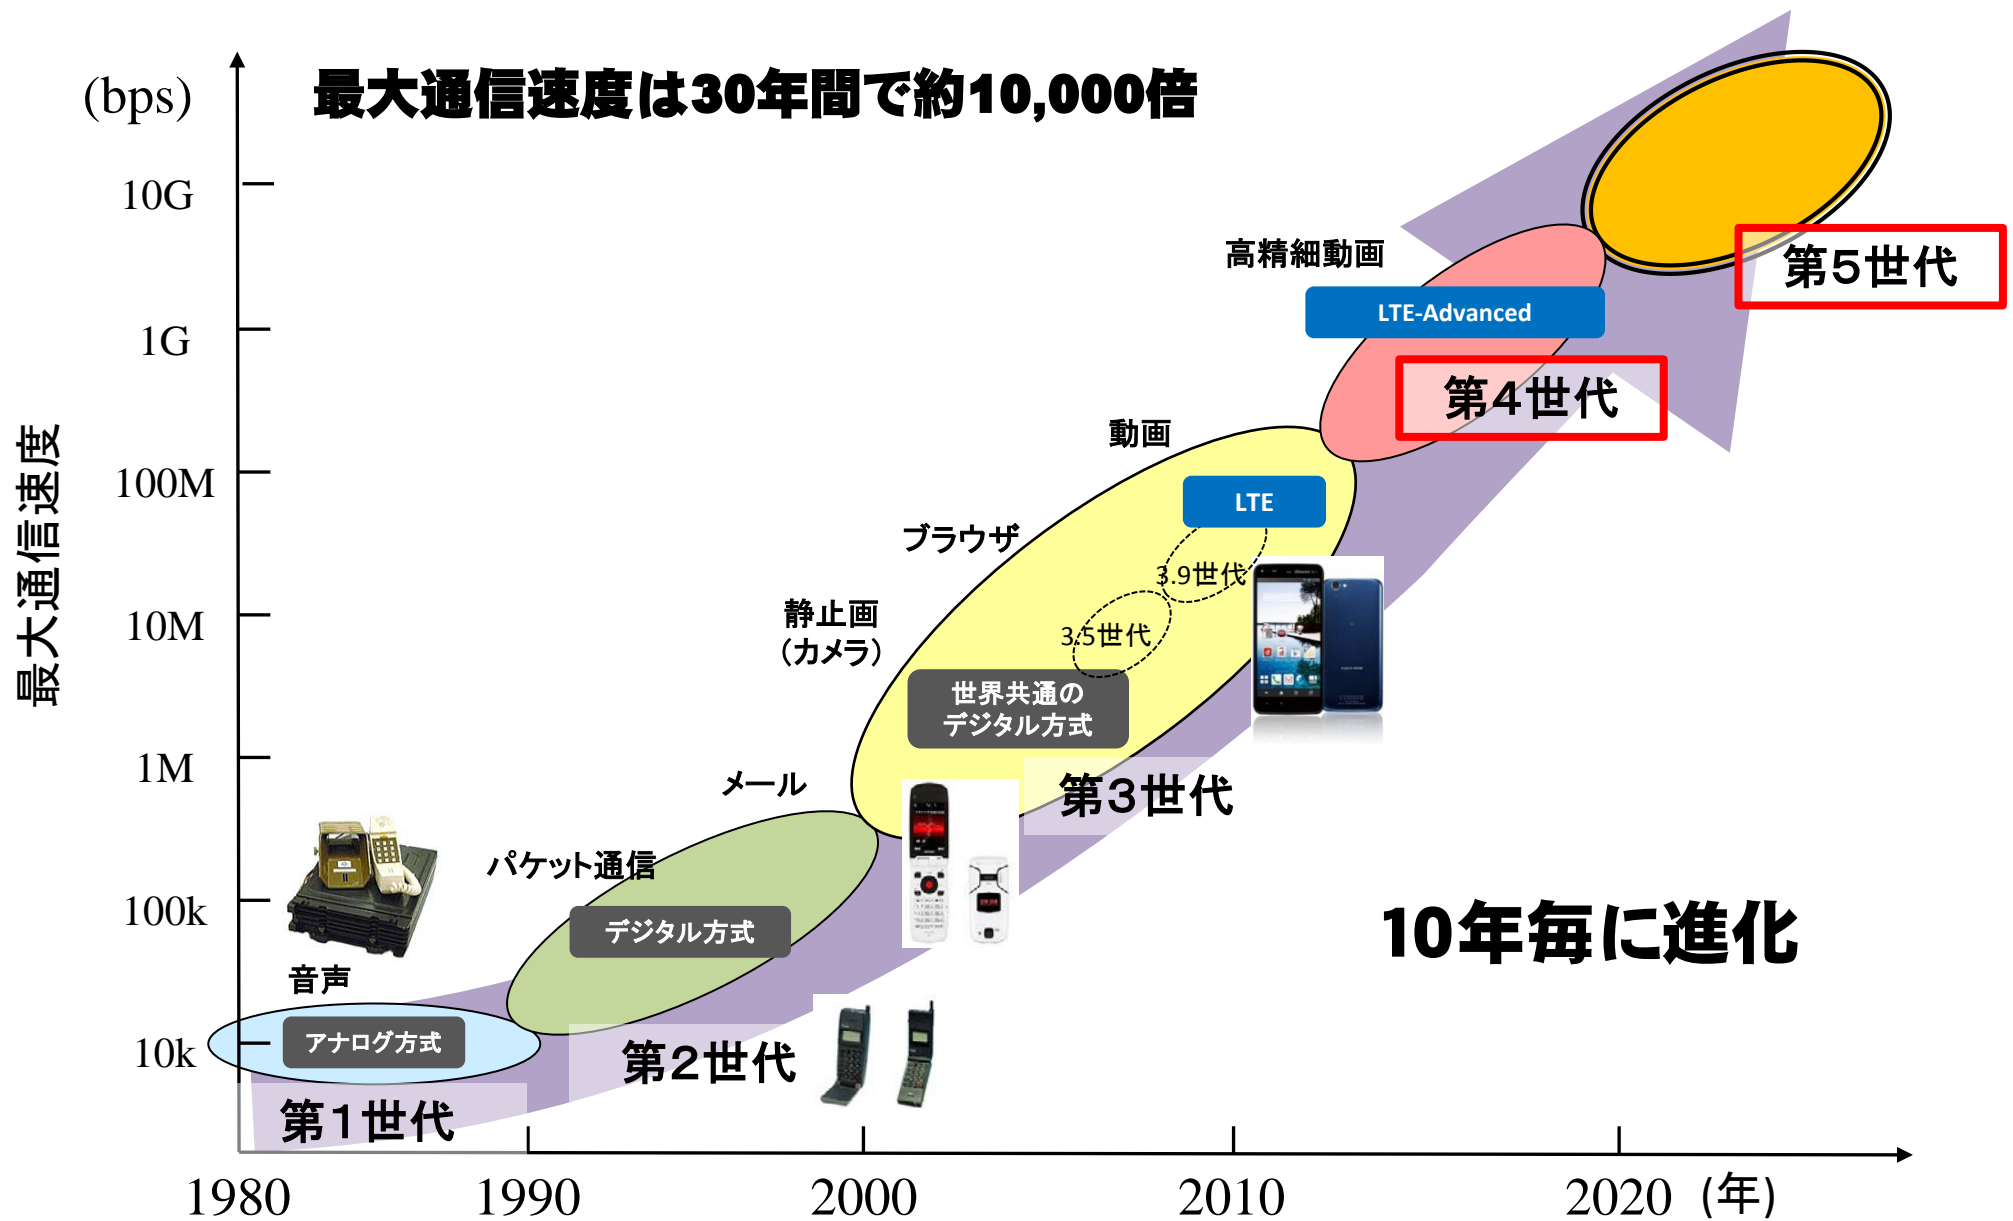 (bps)
最大通信速度は30年間で約10,000倍
10G
1G
100M
10M
1M
100k
10k
最大通信速度
第5世代
高精細動画
LTE-Advanced
第4世代
動画
LTE
ブラウザ
3.9世代
静止画
（カメラ）
3.5世代
世界共通の
デジタル方式
第3世代
メール
パケット通信
デジタル方式
第2世代
音声
アナログ方式
第1世代
10年毎に進化
1980
1990
2000
2010
2020
(年)